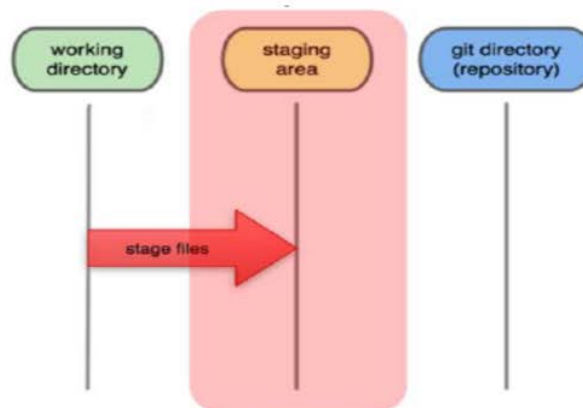 working
directory
staging
area
git directory
(repository)
stage files